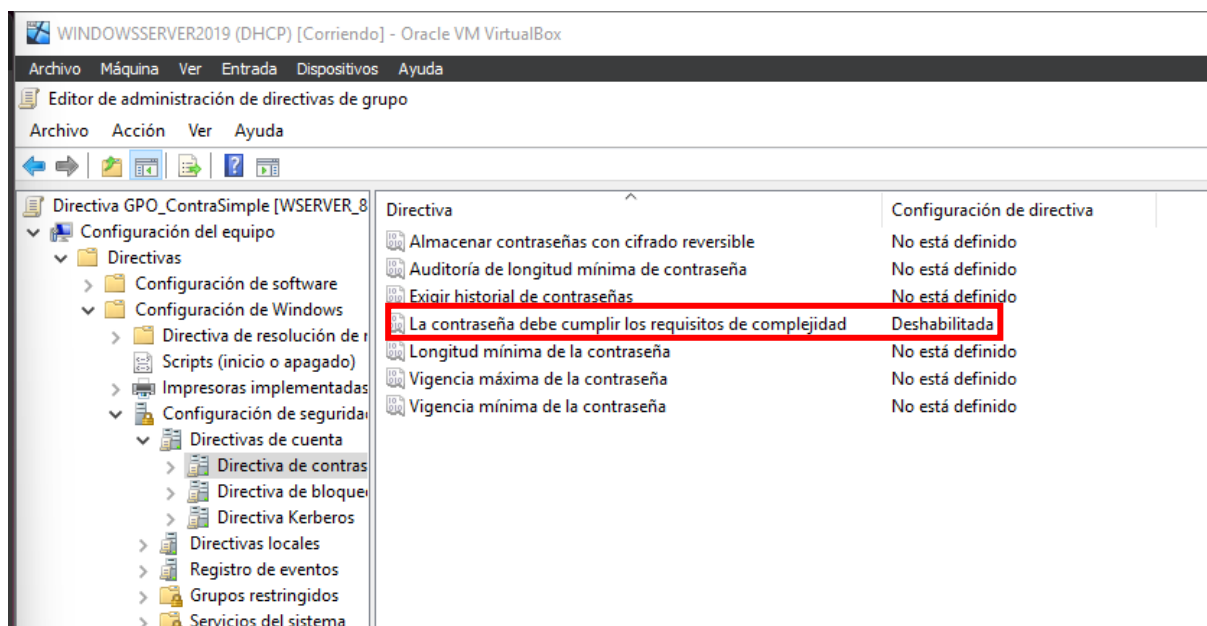 WINDOWSSERVER2019 (DHCP) [Corriendo] - Oracle VM VirtualBox
Archivo Máquina Ver Entrada Dispositivos Ayuda
Editor de administración de directivas de grupo
Archivo Acción Ver Ayuda
Directiva GPO_ContraSimple [WSERVER_8
Configuración del equipo
Directivas
Configuración de software
Configuración de Windows
Directiva de resolución de
Scripts (inicio o apagado)
Impresoras implementadas
Configuración de segurida
Directivas de cuenta
Directiva de contras
Directiva de bloque
Directiva Kerberos
Directivas locales
Registro de eventos
Grupos restringidos
Servicios del sistema
Directiva Configuración de directiva
Almacenar contraseñas con cifrado reversible No está definido
Auditoría de longitud mínima de contraseña No está definido
Exigir historial de contraseñas No está definido
La contraseña debe cumplir los requisitos de complejidad Deshabilitada
Longitud mínima de la contraseña No está definido
Vigencia máxima de la contraseña No está definido
Vigencia mínima de la contraseña No está definido